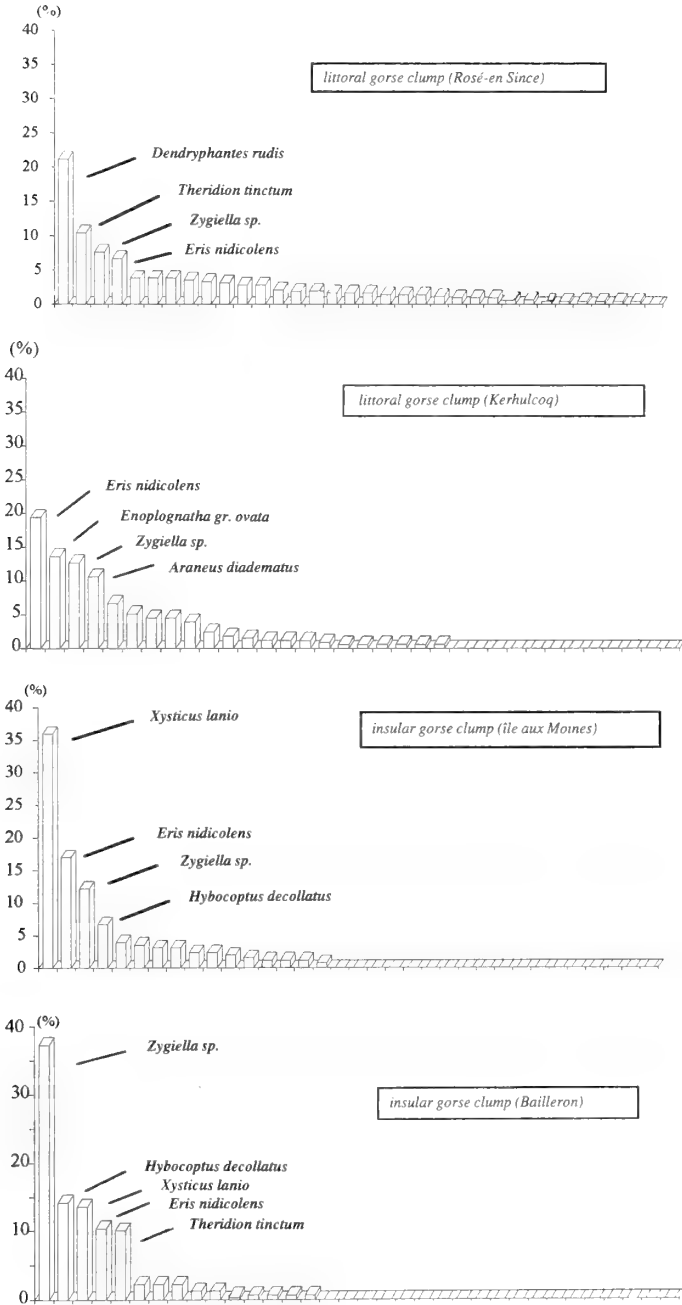 (%)
40
littoral gorse clump (Rosé-en Since)
35
30
25
20
Dendryphantes rudis
15
Theridion tinctum
10
Zygiella sp.
5
Eris nidicolens
0
(%)
40
littoral gorse clump (Kerhulcoq)
35
30
25
20
Eris nidicolens
15
Enoplognatha gr. ovata
Zygiella sp.
10
Araneus diadematus
5
0
(%)
40
Xysticus lanio
insular gorse clump (île aux Moines)
35
30
25
20
Eris nidicolens
15
Zygiella sp.
10
Hybocoptus decollatus
5
0
(%)
40
Zygiella sp.
insular gorse clump (Bailleron)
30
20
Hybocoptus decollatus
Xysticus lanio
Eris nidicolens
10
Theridion tinctum
0